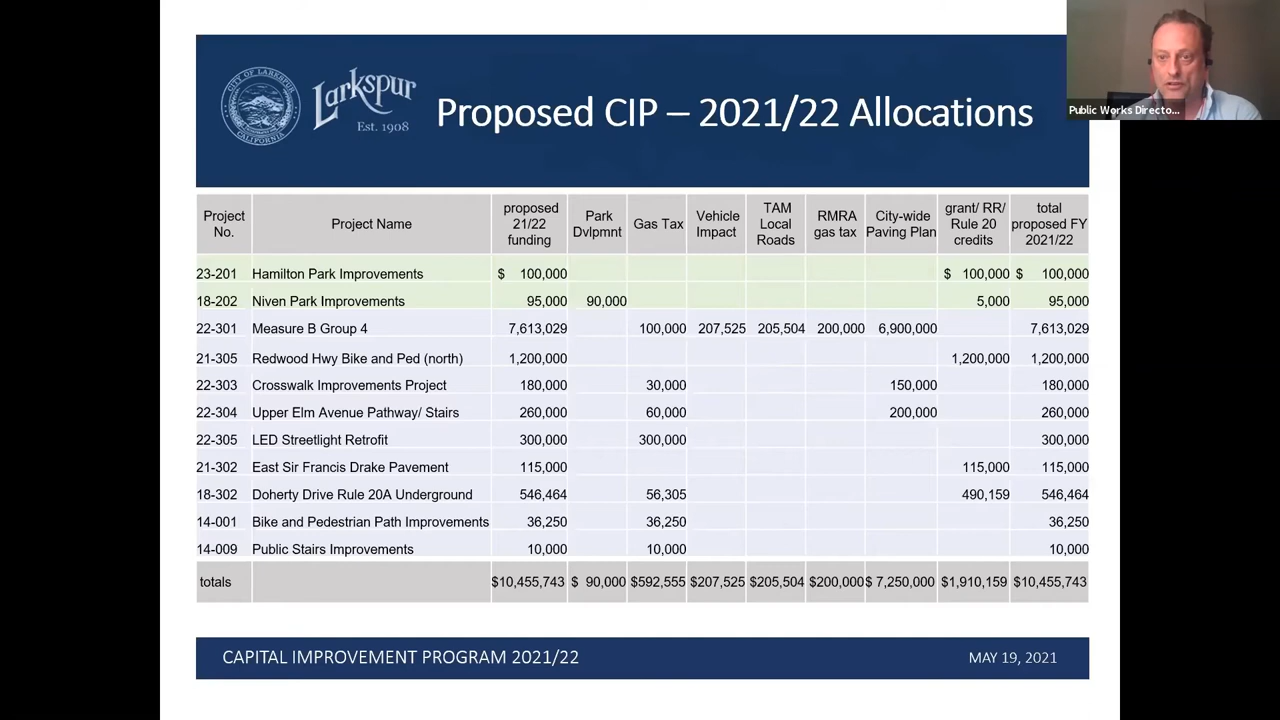 CITY OF LARKSPUR
CALIFORNIA
Larkspur
Est. 1908
Proposed CIP – 2021/22 Allocations
Public Works Directo...
Project No. Project Name proposed 21/22 funding Park Dvlpmnt Gas Tax Vehicle Impact TAM Local Roads RMRA gas tax City-wide Paving Plan grant/ RR/ Rule 20 credits total proposed FY 2021/22
23-201 Hamilton Park Improvements $ 100,000 $ 100,000 $ 100,000
18-202 Niven Park Improvements 95,000 90,000 5,000 95,000
22-301 Measure B Group 4 7,613,029 100,000 207,525 205,504 200,000 6,900,000 7,613,029
21-305 Redwood Hwy Bike and Ped (north) 1,200,000 1,200,000 1,200,000
22-303 Crosswalk Improvements Project 180,000 30,000 150,000 180,000
22-304 Upper Elm Avenue Pathway/ Stairs 260,000 60,000 200,000 260,000
22-305 LED Streetlight Retrofit 300,000 300,000 300,000
21-302 East Sir Francis Drake Pavement 115,000 115,000 115,000
18-302 Doherty Drive Rule 20A Underground 546,464 56,305 490,159 546,464
14-001 Bike and Pedestrian Path Improvements 36,250 36,250 36,250
14-009 Public Stairs Improvements 10,000 10,000 10,000
totals $10,455,743 $ 90,000 $592,555 $207,525 $205,504 $200,000 $ 7,250,000 $1,910,159 $10,455,743
CAPITAL IMPROVEMENT PROGRAM 2021/22
MAY 19, 2021